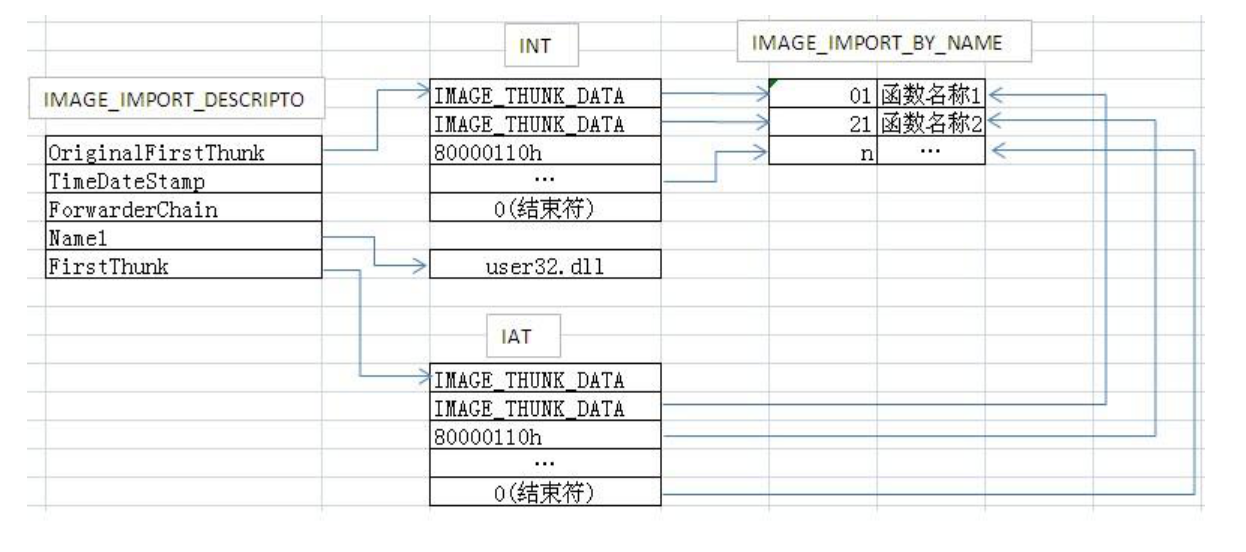 INT
IMAGE_IMPORT_BY_NAME
IMAGE_IMPORT_DESCRIPTO
IMAGE_THUNK_DATA
01 函数名称1
IMAGE_THUNK_DATA
21 函数名称2
OriginalFirstThunk
80000110h
n …
TimeDateStamp
…
ForwarderChain
0(结束符)
Name1
FirstThunk
user32.dll
IAT
IMAGE_THUNK_DATA
IMAGE_THUNK_DATA
80000110h
…
0(结束符)